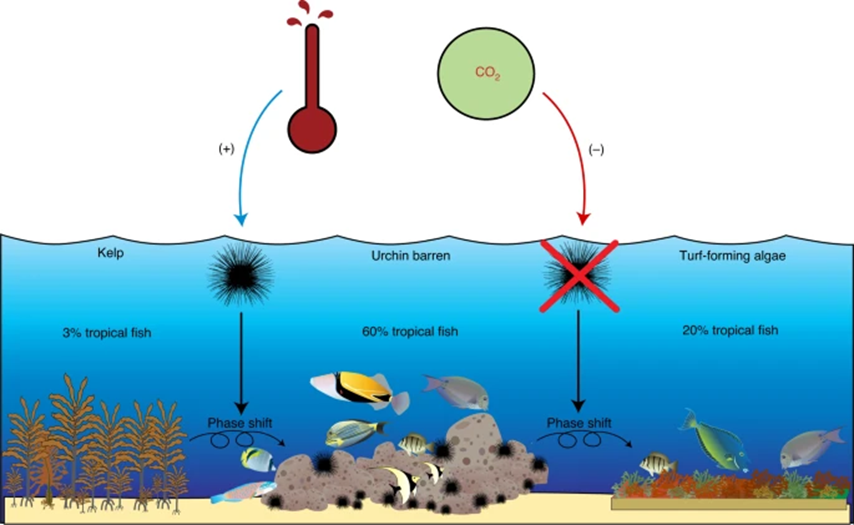 CO₂
(+)
(–)
Kelp
Urchin barren
Turf-forming algae
3% tropical fish
60% tropical fish
20% tropical fish
Phase shift
Phase shift